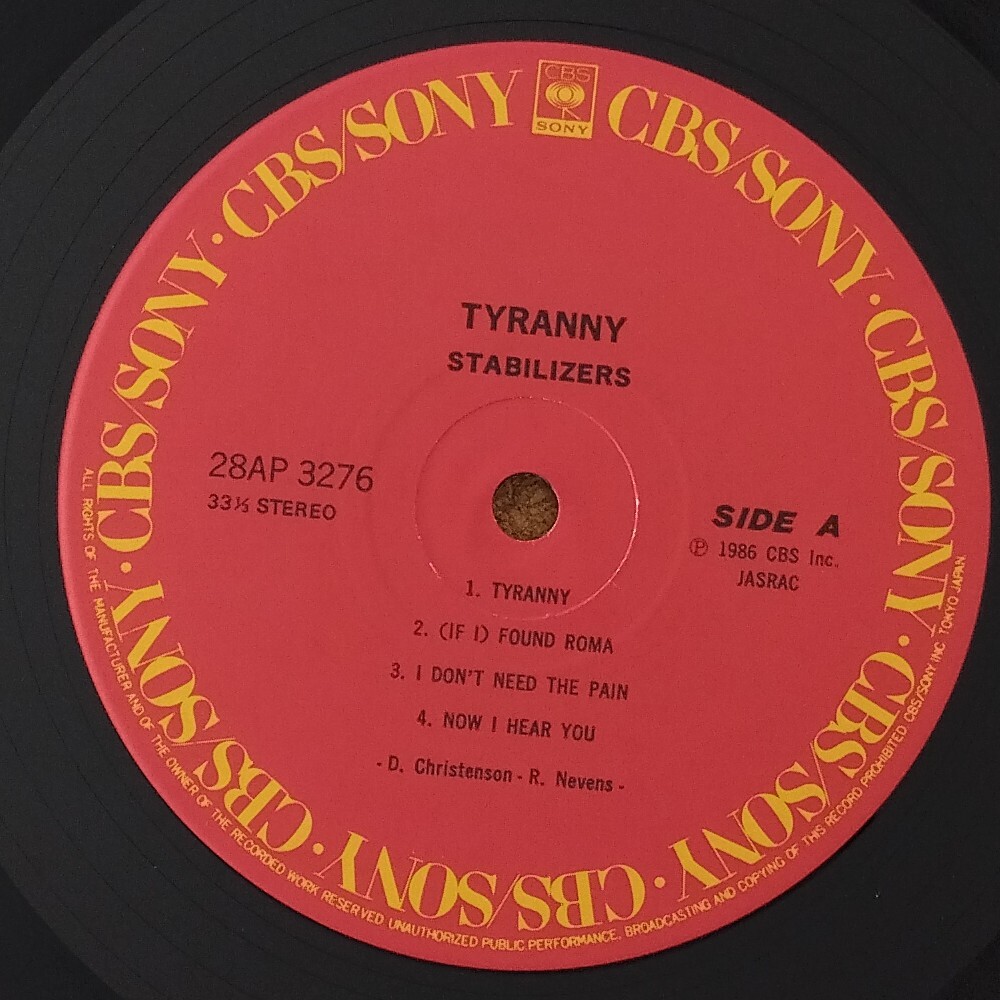 CBS
SONY
CBS/SONY · CBS/SONY · CBS/SONY · CBS/SONY · CBS/SONY · CBS/SONY · CBS/SONY · CBS/SONY · CBS/SONY
TYRANNY
STABILIZERS
28AP 3276
33⅓ STEREO
SIDE A
Ⓟ 1986 CBS Inc.
JASRAC
1. TYRANNY
2. (IF I) FOUND ROMA
3. I DON'T NEED THE PAIN
4. NOW I HEAR YOU
- D. Christenson - R. Nevens -
ALL RIGHTS OF THE MANUFACTURER AND OF THE OWNER OF THE RECORDED WORK RESERVED UNAUTHORIZED PUBLIC PERFORMANCE. BROADCASTING AND COPYING OF THIS RECORD PROHIBITED CBS/SONY INC TOKYO JAPAN